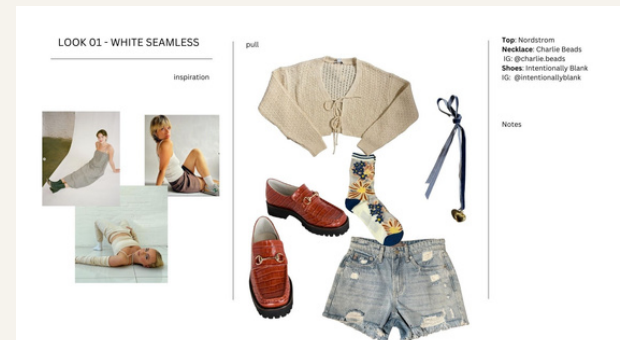 LOOK 01 - WHITE SEAMLESS
inspiration
pull
Top: Nordstrom
Necklace: Charlie Beads
IG: @charlie.beads
Shoes: Intentionally Blank
IG: @intentionallyblank
Notes